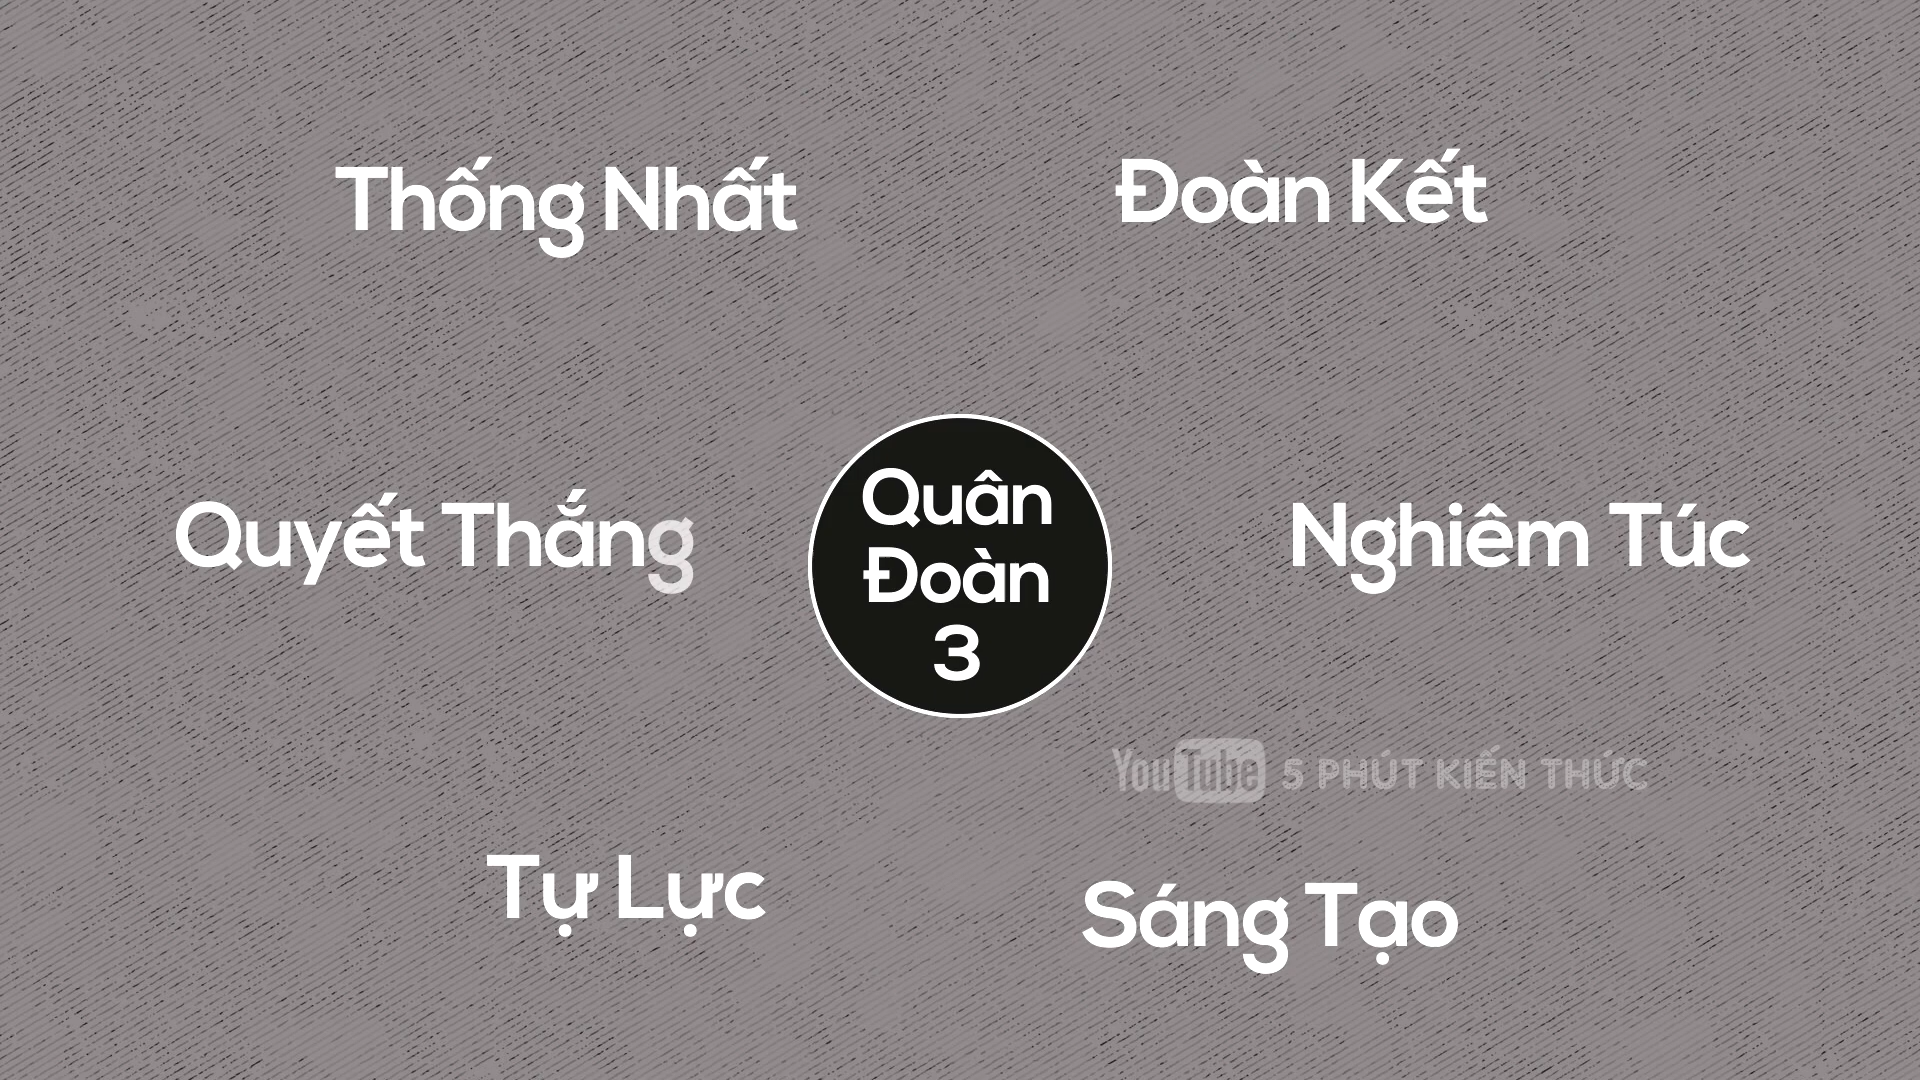 Thống Nhất
Đoàn Kết
Quyết Thắng
Quân
Đoàn
3
Nghiêm Túc
YouTube 5 PHÚT KIẾN THỨC
Tự Lực
Sáng Tạo